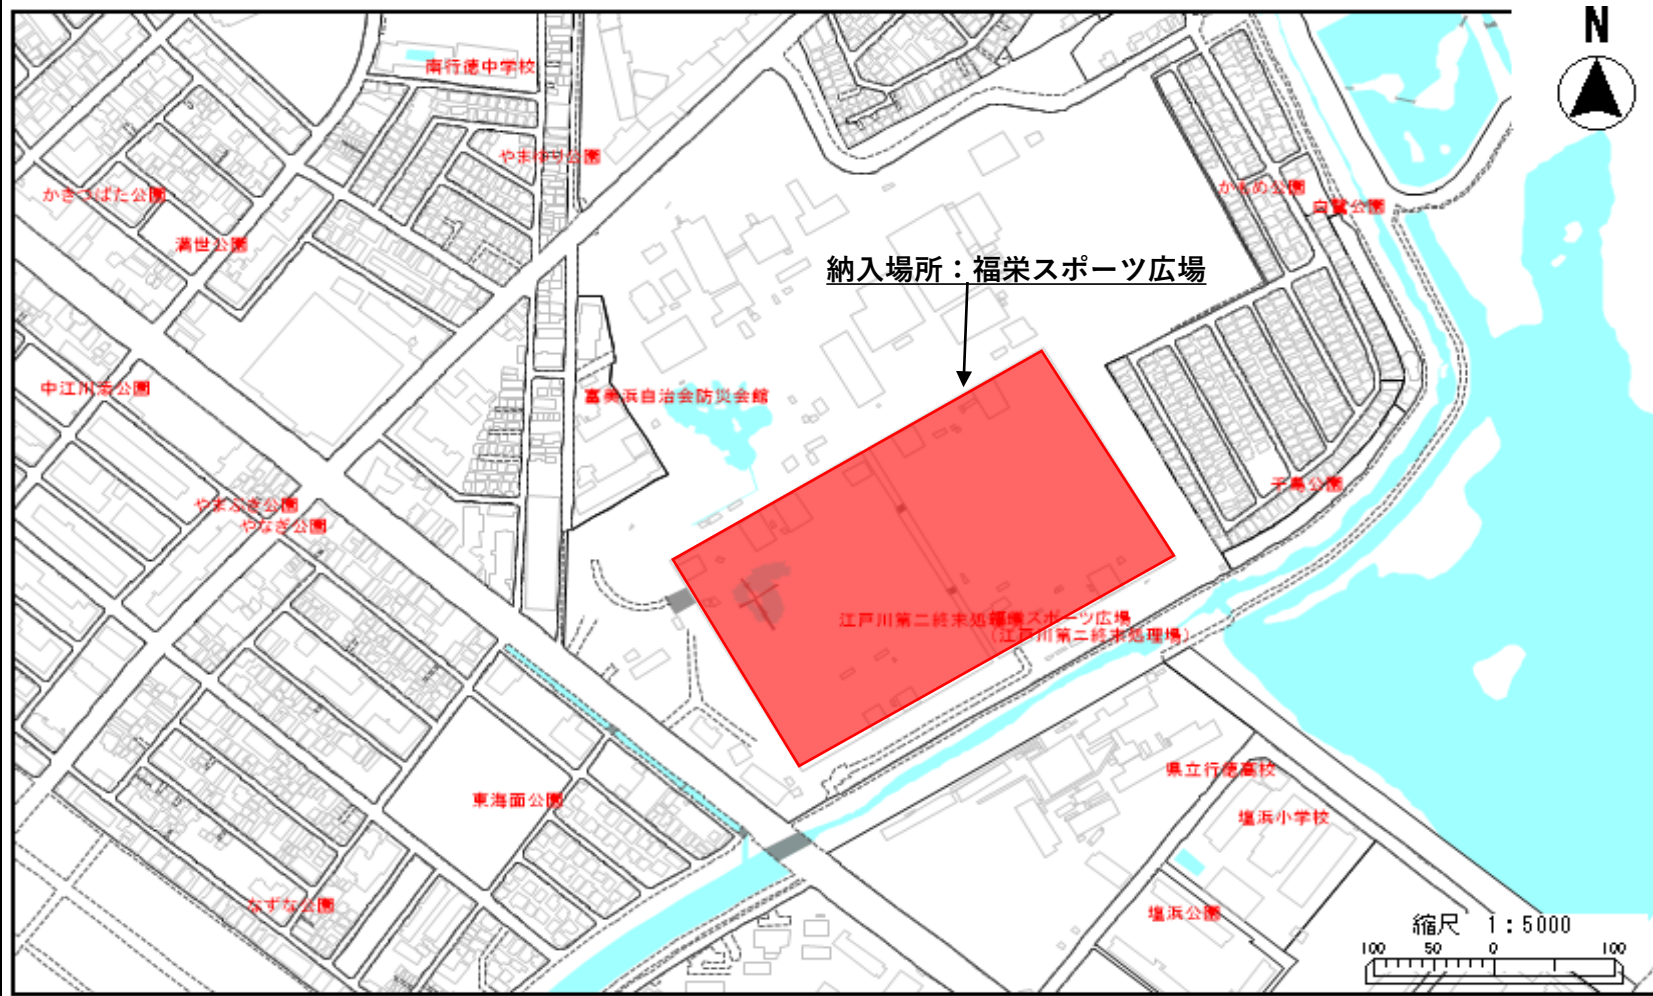 N
南行徳中学校
やまゆり公園
かきつばた公園
満世公園
かもめ公園
白鷺公園
納入場所：福栄スポーツ広場
中江川添公園
富美浜自治会防災会館
千鳥公園
やまぶき公園
やなぎ公園
江戸川第二終末処理場
福栄スポーツ広場
（江戸川第二終末処理場）
県立行徳高校
東海面公園
塩浜小学校
なずな公園
塩浜公園
縮尺 1：5000
100 50 0 100